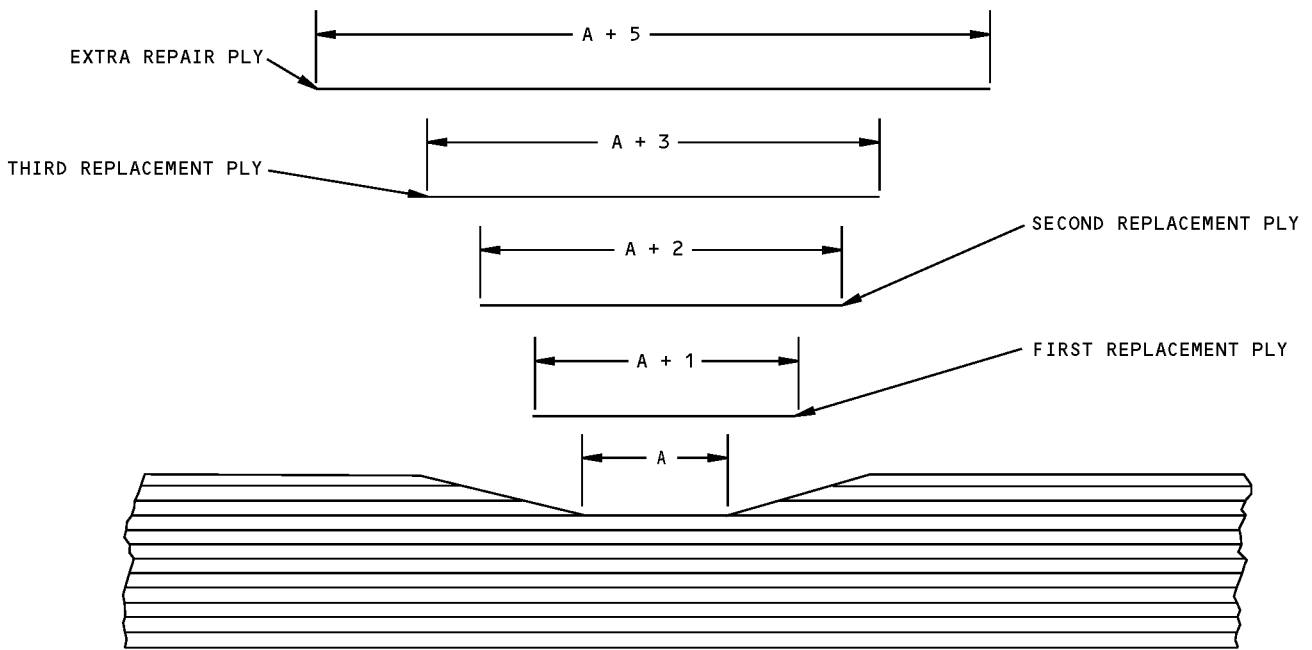 A + 5
EXTRA REPAIR PLY
A + 3
THIRD REPLACEMENT PLY
SECOND REPLACEMENT PLY
A + 2
FIRST REPLACEMENT PLY
A + 1
A